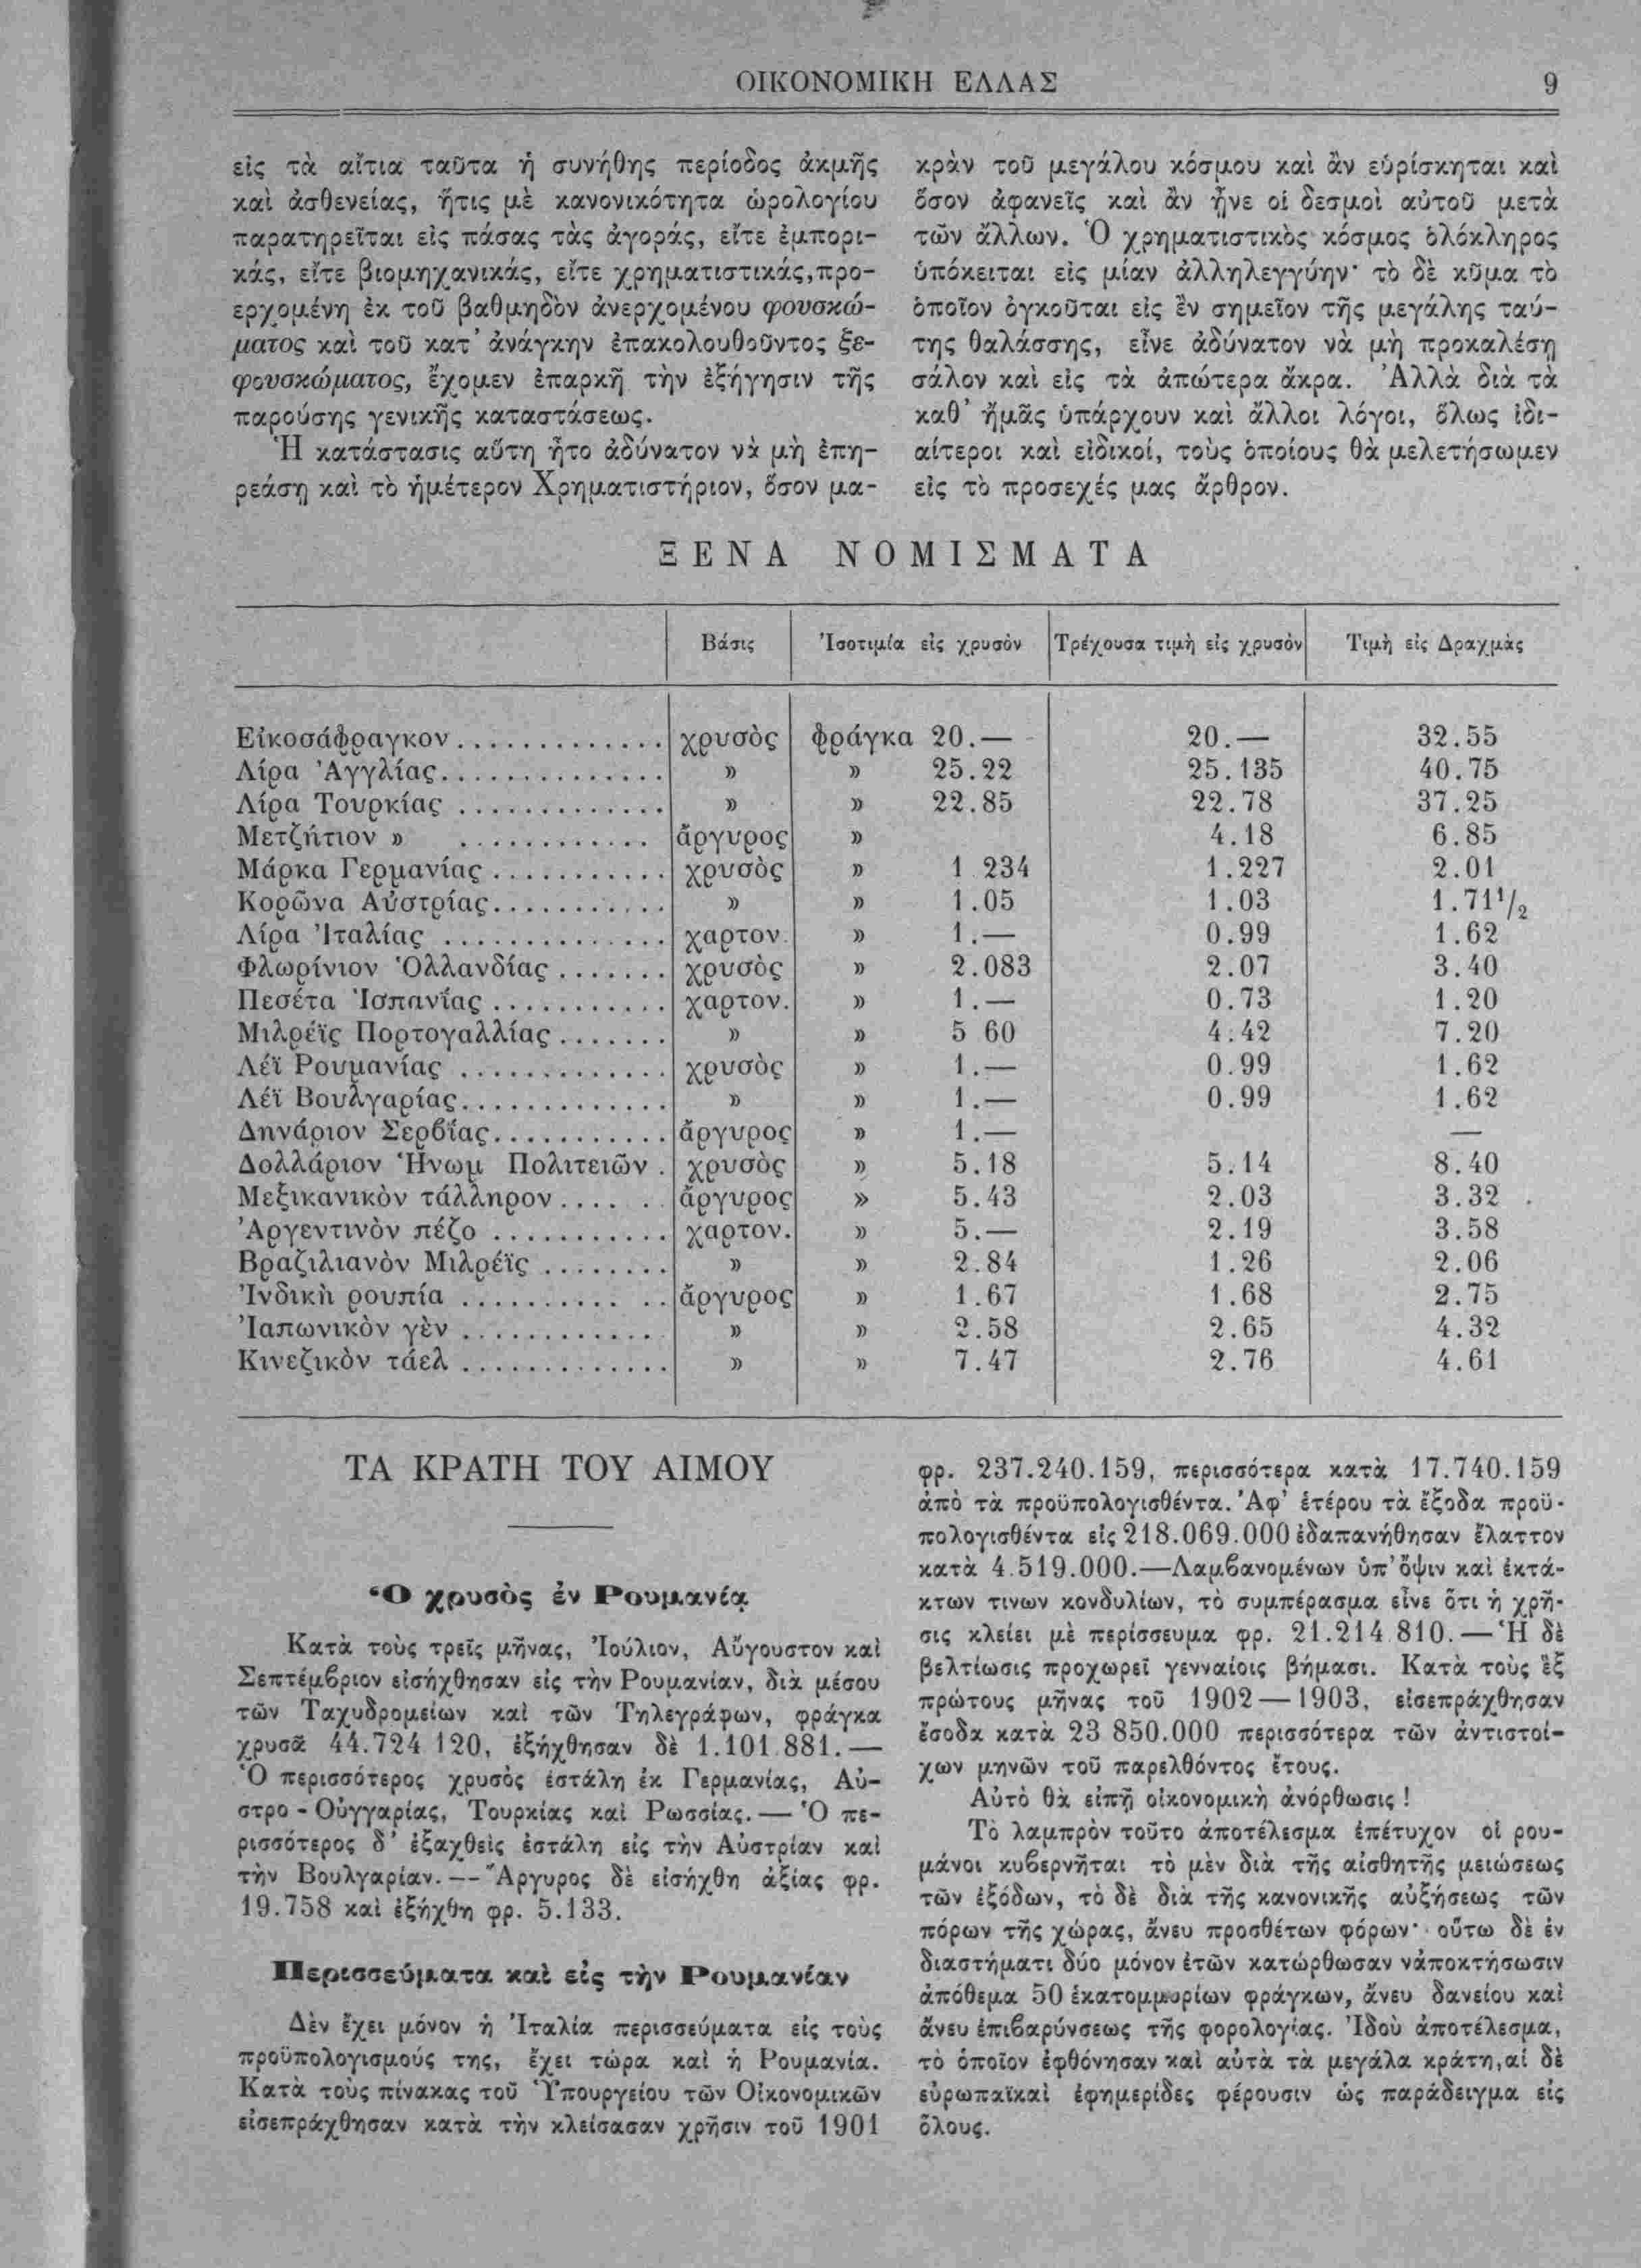 ΟΙΚΟΝΟΜΙΚΗ ΕΛΛΑΣ 9
εἰς τὰ αἴτια ταῦτα ἡ συνήθης περίοδος ἀκμῆς
καὶ ἀσθενείας, ἥτις μὲ κανονικότητα ὡρολογίου
παρατηρεῖται εἰς πάσας τὰς ἀγοράς, εἴτε ἐμπορι-
κάς, εἴτε βιομηχανικάς, εἴτε χρηματιστικάς,προ-
ερχομένη ἐκ τοῦ βαθμηδὸν ἀνερχομένου φουσκώ-
ματος καὶ τοῦ κατ’ ἀνάγκην ἐπακολουθοῦντος ξε-
φουσκώματος, ἔχομεν ἐπαρκῆ τὴν ἐξήγησιν τῆς
παρούσης γενικῆς καταστάσεως.
Ἡ κατάστασις αὕτη ἦτο ἀδύνατον νὰ μὴ ἐπη-
ρεάσῃ καὶ τὸ ἡμέτερον Χρηματιστήριον, ὅσον μα-
κρὰν τοῦ μεγάλου κόσμου καὶ ἂν εὑρίσκηται καὶ
ὅσον ἀφανεῖς καὶ ἂν ᾖνε οἱ δεσμοὶ αὐτοῦ μετὰ
τῶν ἄλλων. Ὁ χρηματιστικὸς κόσμος ὁλόκληρος
ὑπόκειται εἰς μίαν ἀλληλεγγύην· τὸ δὲ κῦμα τὸ
ὁποῖον ὀγκοῦται εἰς ἓν σημεῖον τῆς μεγάλης ταύ-
της θαλάσσης, εἶνε ἀδύνατον νὰ μὴ προκαλέσῃ
σάλον καὶ εἰς τὰ ἀπώτερα ἄκρα. Ἀλλὰ διὰ τὰ
καθ’ ἡμᾶς ὑπάρχουν καὶ ἄλλοι λόγοι, ὅλως ἰδι-
αίτεροι καὶ εἰδικοί, τοὺς ὁποίους θὰ μελετήσωμεν
εἰς τὸ προσεχές μας ἄρθρον.
ΞΕΝΑ ΝΟΜΙΣΜΑΤΑ
Βάσις Ἰσοτιμία εἰς χρυσὸν Τρέχουσα τιμὴ εἰς χρυσὸν Τιμὴ εἰς Δραχμὰς
Εἰκοσάφραγκον ............. χρυσὸς φράγκα 20.— 20.— 32.55
Λίρα Ἀγγλίας .............. » » 25.22 25.135 40.75
Λίρα Τουρκίας ............. » » 22.85 22.78 37.25
Μετζήτιον » ............ ἄργυρος » 4.18 6.85
Μάρκα Γερμανίας ........... χρυσὸς » 1 234 1.227 2.01
Κορῶνα Αὐστρίας ........... » » 1.05 1.03 1.71 1/2
Λίρα Ἰταλίας .............. χαρτον. » 1.— 0.99 1.62
Φλωρίνιον Ὁλλανδίας ....... χρυσὸς » 2.083 2.07 3.40
Πεσέτα Ἱσπανΐας ........... χαρτον. » 1.— 0.73 1.20
Μιλρέϊς Πορτογαλλίας ....... » » 5 60 4.42 7.20
Λέϊ Ρουμανίας ............. χρυσὸς » 1.— 0.99 1.62
Λέϊ Βουλγαρίας ............. » » 1.— 0.99 1.62
Δηνάριον Σερβΐας ........... ἄργυρος » 1.— —
Δολλάριον Ἡνωμ Πολιτειῶν . χρυσὸς » 5.18 5.14 8.40
Μεξικανικὸν τάλληρον ...... ἄργυρος » 5.43 2.03 3.32
Ἀργεντινὸν πέζο ........... χαρτον. » 5.— 2.19 3.58
Βραζιλιανὸν Μιλρέϊς ........ » » 2.84 1.26 2.06
Ἰνδικὴ ρουπία ............ ἄργυρος » 1.67 1.68 2.75
Ἰαπωνικὸν γὲν ............. » » 2.58 2.65 4.32
Κινεζικὸν τάελ ............. » » 7.47 2.76 4.61
ΤΑ ΚΡΑΤΗ ΤΟΥ ΑΙΜΟΥ
Ὁ χρυσὸς ἐν Ρουμανίᾳ
Κατὰ τοὺς τρεῖς μῆνας, Ἰούλιον, Αὔγουστον καὶ
Σεπτέμβριον εἰσήχθησαν εἰς τὴν Ρουμανίαν, διὰ μέσου
τῶν Ταχυδρομείων καὶ τῶν Τηλεγράφων, φράγκα
χρυσᾶ 44.724 120, ἐξήχθησαν δὲ 1.101.881.—
Ὁ περισσότερος χρυσὸς ἐστάλη ἐκ Γερμανίας, Αὐ-
στρο - Οὑγγαρίας, Τουρκίας καὶ Ρωσσίας.— Ὁ πε-
ρισσότερος δ’ ἐξαχθεὶς ἐστάλη εἰς τὴν Αὐστρίαν καὶ
τὴν Βουλγαρίαν.—-Ἄργυρος δὲ εἰσήχθη ἀξίας φρ.
19.758 καὶ ἐξήχθη φρ. 5.133.
Περισσεύματα καὶ εἰς τὴν Ρουμανίαν
Δὲν ἔχει μόνον ἡ Ἰταλία περισσεύματα εἰς τοὺς
προϋπολογισμούς της, ἔχει τώρα καὶ ἡ Ρουμανία.
Κατὰ τοὺς πίνακας τοῦ Ὑπουργείου τῶν Οἰκονομικῶν
εἰσεπράχθησαν κατὰ τὴν κλείσασαν χρῆσιν τοῦ 1901
φρ. 237.240.159, περισσότερα κατὰ 17.740.159
ἀπὸ τὰ προϋπολογισθέντα. Ἀφ’ ἑτέρου τὰ ἔξοδα προϋ-
πολογισθέντα εἰς 218.069.000 ἐδαπανήθησαν ἔλαττον
κατὰ 4.519.000.—Λαμβανομένων ὑπ’ ὄψιν καὶ ἐκτά-
κτων τινων κονδυλίων, τὸ συμπέρασμα εἶνε ὅτι ἡ χρῆ-
σις κλείει μὲ περίσσευμα φρ. 21.214 810.—Ἡ δὲ
βελτίωσις προχωρεῖ γενναίοις βήμασι. Κατὰ τοὺς ἓξ
πρώτους μῆνας τοῦ 1902—1903, εἰσεπράχθησαν
ἔσοδα κατὰ 23 850.000 περισσότερα τῶν ἀντιστοί-
χων μηνῶν τοῦ παρελθόντος ἔτους.
Αὐτὸ θὰ εἰπῇ οἰκονομικὴ ἀνόρθωσις !
Τὸ λαμπρὸν τοῦτο ἀποτέλεσμα ἐπέτυχον οἱ ρου-
μάνοι κυβερνῆται τὸ μὲν διὰ τῆς αἰσθητῆς μειώσεως
τῶν ἐξόδων, τὸ δὲ διὰ τῆς κανονικῆς αὐξήσεως τῶν
πόρων τῆς χώρας, ἄνευ προσθέτων φόρων· οὕτω δὲ ἐν
διαστήματι δύο μόνον ἐτῶν κατώρθωσαν νἀποκτήσωσιν
ἀπόθεμα 50 ἑκατομμυρίων φράγκων, ἄνευ δανείου καὶ
ἄνευ ἐπιβαρύνσεως τῆς φορολογίας. Ἰδοὺ ἀποτέλεσμα,
τὸ ὁποῖον ἐφθόνησαν καὶ αὐτὰ τὰ μεγάλα κράτη,αἱ δὲ
εὐρωπαϊκαὶ ἐφημερίδες φέρουσιν ὡς παράδειγμα εἰς
ὅλους.